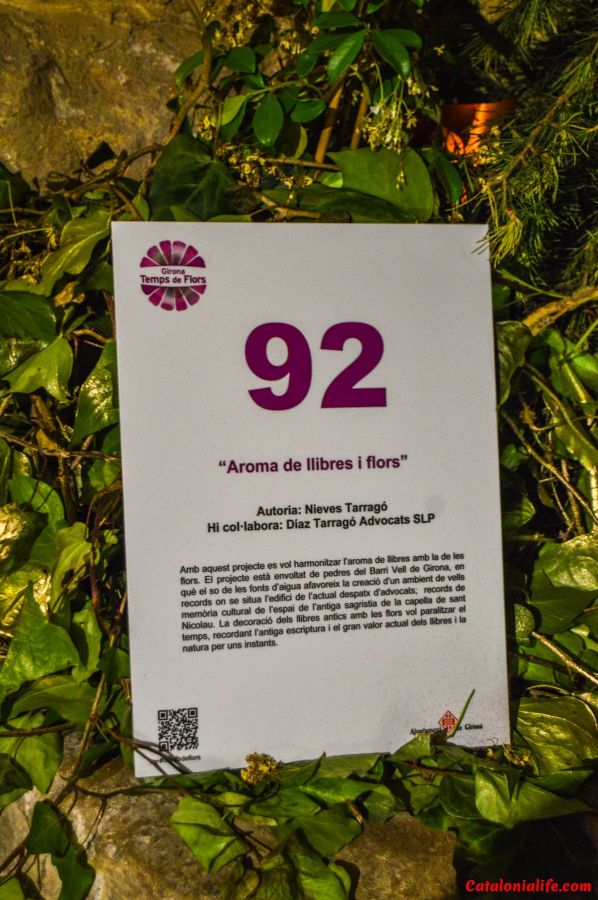 Girona
Temps de Flors
92
“Aroma de llibres i flors”
Autoria: Nieves Tarragó
Hi col·labora: Díaz Tarragó Advocats SLP
Amb aquest projecte es vol harmonitzar l’aroma de llibres amb la de les
flors. El projecte està envoltat de pedres del Barri Vell de Girona, en
què el so de les fonts d’aigua afavoreix la creació d’un ambient de vells
records on se situa l’edifici de l’actual despatx d’advocats; records de
memòria cultural de l’espai de l’antiga sagristia de la capella de sant
Nicolau. La decoració dels llibres antics amb les flors vol paralitzar el
temps, recordant l’antiga escriptura i el gran valor actual dels llibres i la
natura per uns instants.
Ajuntament de Girona
Catalonialife.com